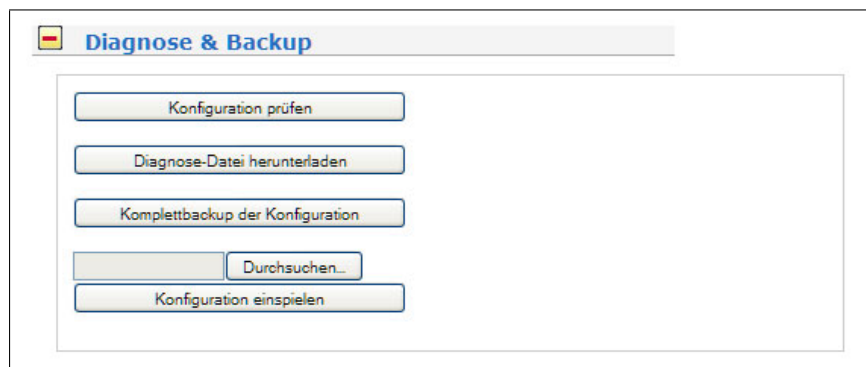 Diagnose & Backup
Konfiguration prüfen
Diagnose-Datei herunterladen
Komplettbackup der Konfiguration
Durchsuchen...
Konfiguration einspielen